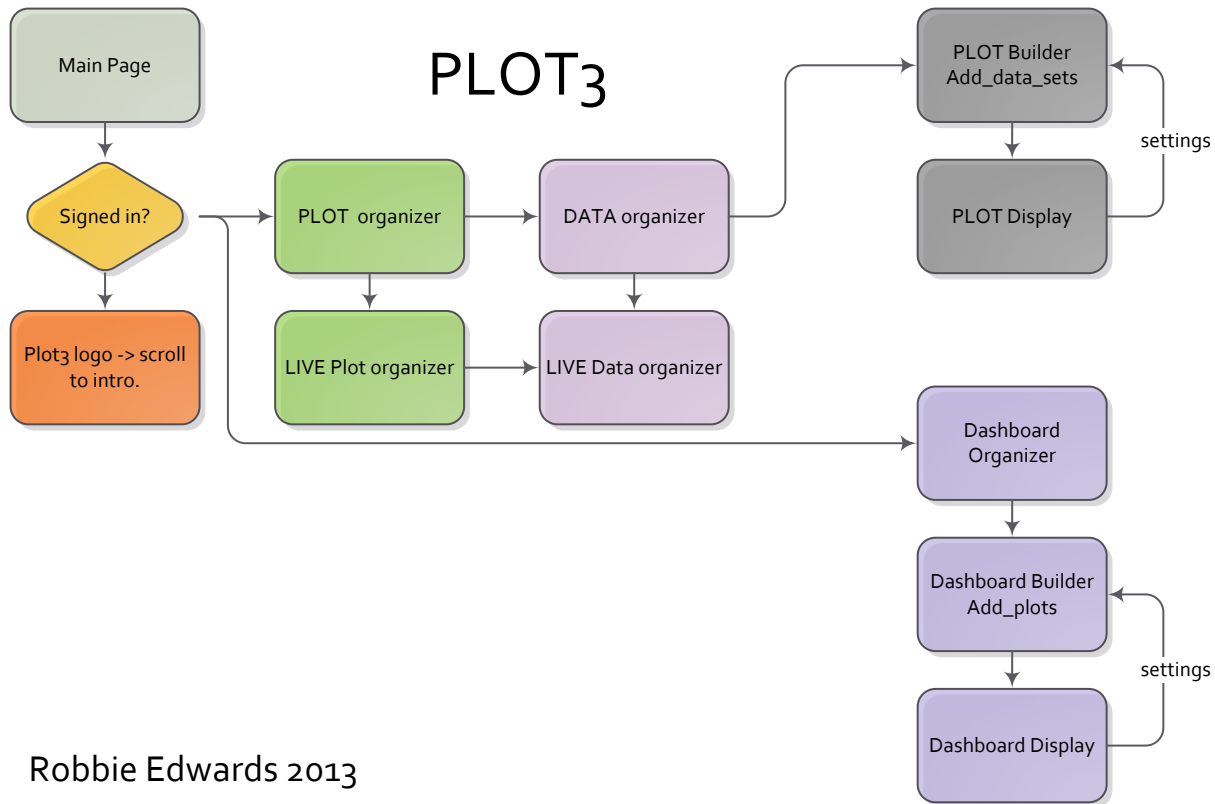 PLOT3
Main Page
Signed in?
Plot3 logo -> scroll
to intro.
PLOT  organizer
LIVE Plot organizer
DATA organizer
LIVE Data organizer
PLOT Builder
Add_data_sets
settings
PLOT Display
Dashboard
Organizer
Dashboard Builder
Add_plots
settings
Dashboard Display
Robbie Edwards 2013